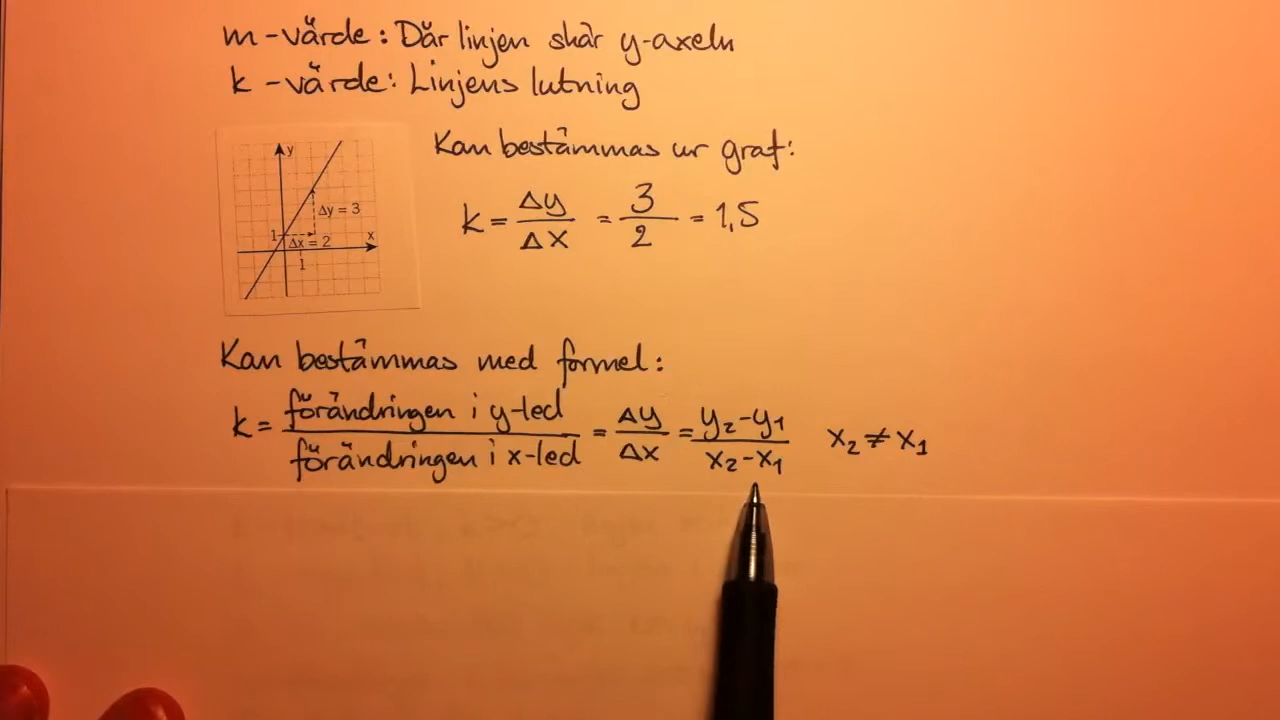 m-värde: Där linjen skär y-axeln
k-värde: Linjens lutning
Kan bestämmas ur graf:
k = Δy/Δx = 3/2 = 1,5
y
Δy = 3
1
Δx = 2
x
1
Kan bestämmas med formel:
k = förändringen i y-led / förändringen i x-led = Δy/Δx = y₂-y₁ / x₂-x₁ x₂ ≠ x₁